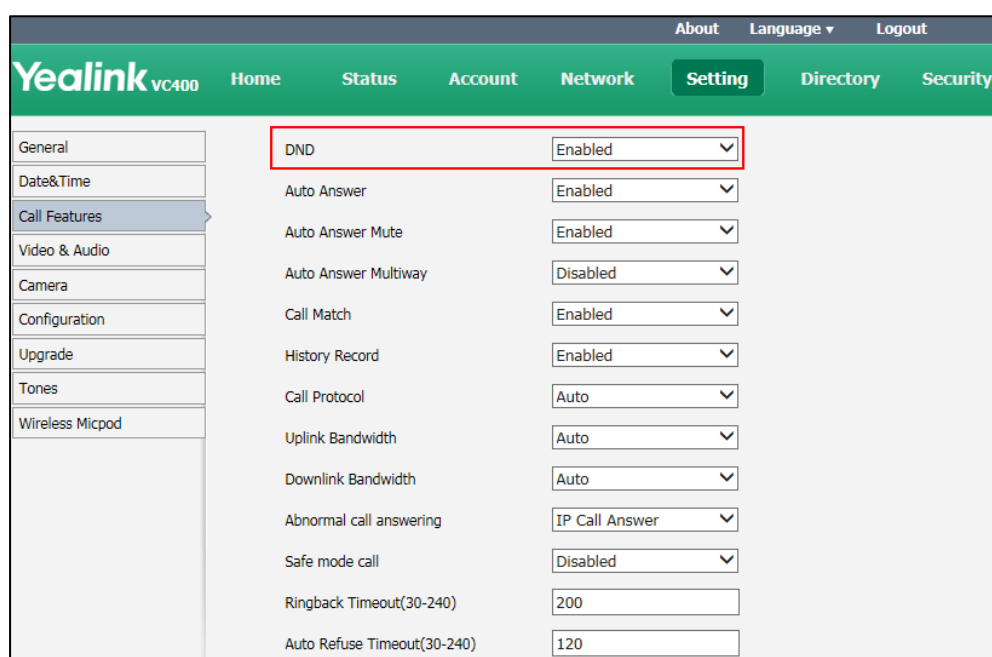 About Language ▾ Logout
Yealink VC400 Home Status Account Network Setting Directory Security
General
Date&Time
Call Features
Video & Audio
Camera
Configuration
Upgrade
Tones
Wireless Micpod
DND Enabled
Auto Answer Enabled
Auto Answer Mute Enabled
Auto Answer Multiway Disabled
Call Match Enabled
History Record Enabled
Call Protocol Auto
Uplink Bandwidth Auto
Downlink Bandwidth Auto
Abnormal call answering IP Call Answer
Safe mode call Disabled
Ringback Timeout(30-240) 200
Auto Refuse Timeout(30-240) 120